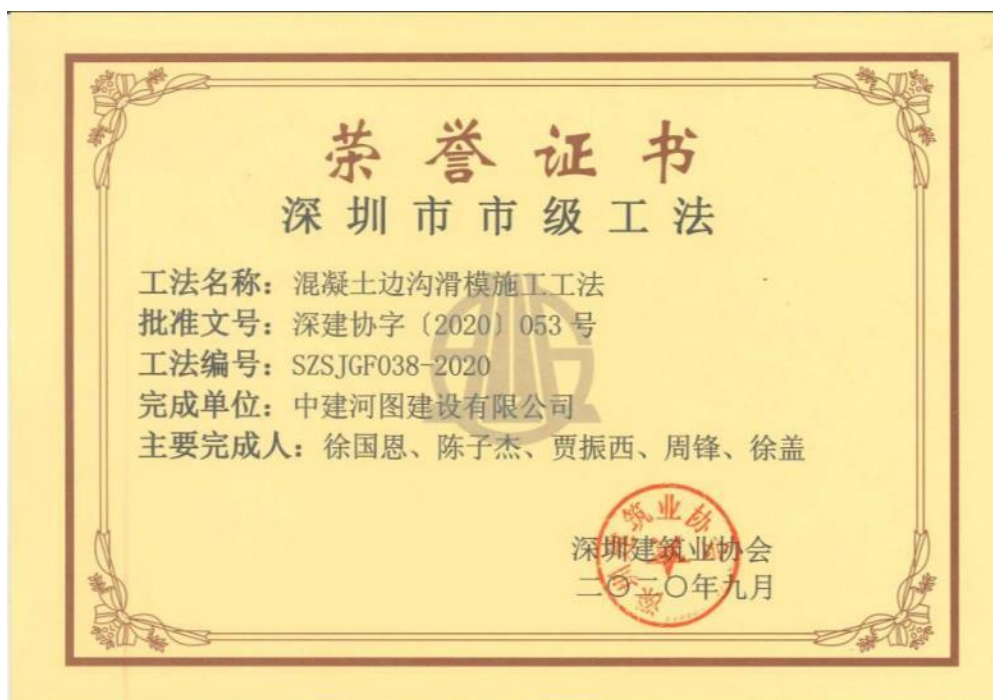 荣誉证书
深圳市市级工法
工法名称：混凝土边沟滑模施工工法
批准文号：深建协字〔2020〕053号
工法编号：SZSJGF038-2020
完成单位：中建河图建设有限公司
主要完成人：徐国恩、陈子杰、贾振西、周锋、徐盖
深圳建筑业协会
二〇二〇年九月